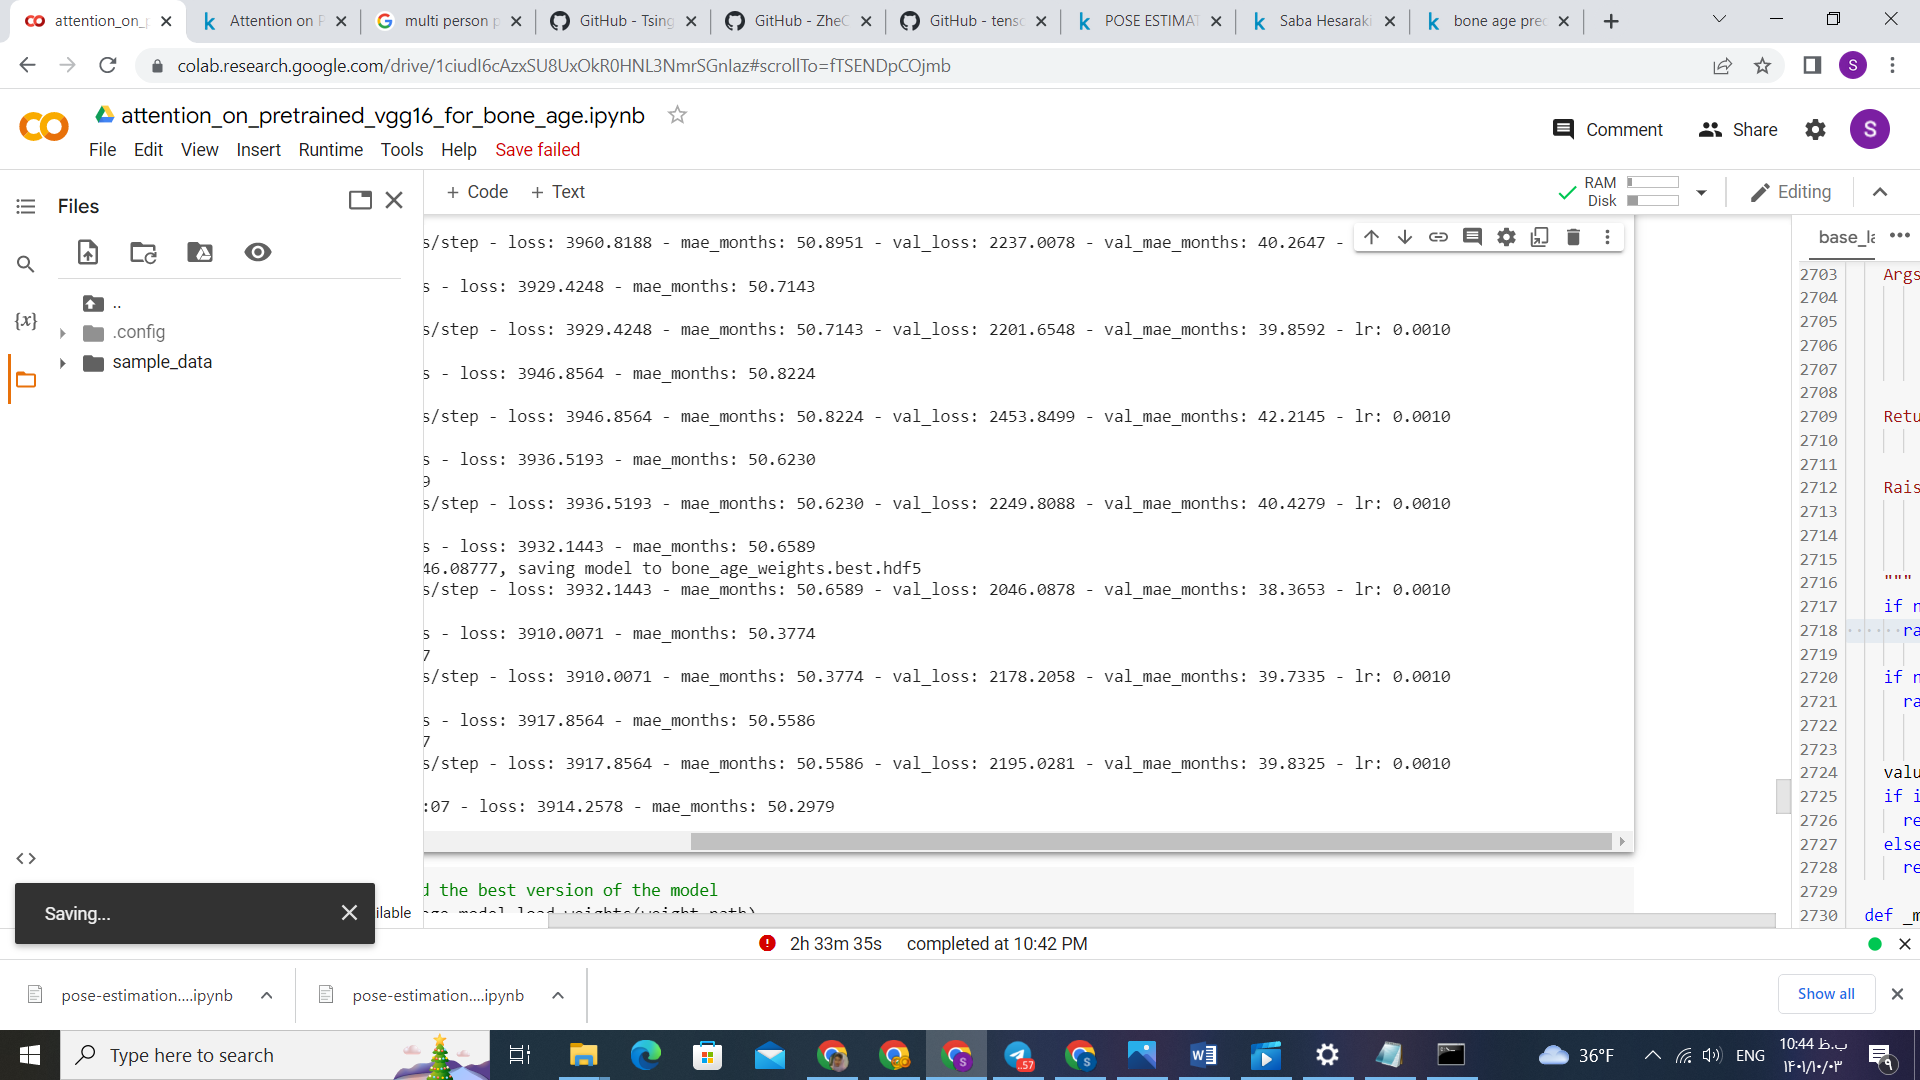 attention_on_p
Attention on P
multi person p
GitHub - Tsing
GitHub - ZheC
GitHub - tenso
POSE ESTIMAT
Saba Hesaraki
bone age pred
colab.research.google.com/drive/1ciudI6cAzxSU8UxOkR0HNL3NmrSGnIaz#scrollTo=fTSENDpCOjmb
S
attention_on_pretrained_vgg16_for_bone_age.ipynb
File Edit View Insert Runtime Tools Help Save failed
Comment Share S
Files
+ Code + Text
RAM
Disk
Editing
..
.config
sample_data
{x}
s/step - loss: 3960.8188 - mae_months: 50.8951 - val_loss: 2237.0078 - val_mae_months: 40.2647 -
s - loss: 3929.4248 - mae_months: 50.7143
s/step - loss: 3929.4248 - mae_months: 50.7143 - val_loss: 2201.6548 - val_mae_months: 39.8592 - lr: 0.0010
s - loss: 3946.8564 - mae_months: 50.8224
s/step - loss: 3946.8564 - mae_months: 50.8224 - val_loss: 2453.8499 - val_mae_months: 42.2145 - lr: 0.0010
s - loss: 3936.5193 - mae_months: 50.6230
9
s/step - loss: 3936.5193 - mae_months: 50.6230 - val_loss: 2249.8088 - val_mae_months: 40.4279 - lr: 0.0010
s - loss: 3932.1443 - mae_months: 50.6589
46.08777, saving model to bone_age_weights.best.hdf5
s/step - loss: 3932.1443 - mae_months: 50.6589 - val_loss: 2046.0878 - val_mae_months: 38.3653 - lr: 0.0010
s - loss: 3910.0071 - mae_months: 50.3774
7
s/step - loss: 3910.0071 - mae_months: 50.3774 - val_loss: 2178.2058 - val_mae_months: 39.7335 - lr: 0.0010
s - loss: 3917.8564 - mae_months: 50.5586
7
s/step - loss: 3917.8564 - mae_months: 50.5586 - val_loss: 2195.0281 - val_mae_months: 39.8325 - lr: 0.0010
:07 - loss: 3914.2578 - mae_months: 50.2979
d the best version of the model
base_la
2703 Args
2704
2705
2706
2707
2708
2709 Retu
2710
2711
2712 Rais
2713
2714
2715
2716 """
2717 if n
2718 ra
2719
2720 if n
2721 ra
2722
2723
2724 valu
2725 if i
2726 re
2727 else
2728 re
2729
2730 def _m
Saving...
ilable
2h 33m 35s completed at 10:42 PM
pose-estimation....ipynb
pose-estimation....ipynb
Show all
Type here to search
..57
36°F
ENG
10:44 ب.ظ
۱۴۰۱/۱۰/۰۳
9